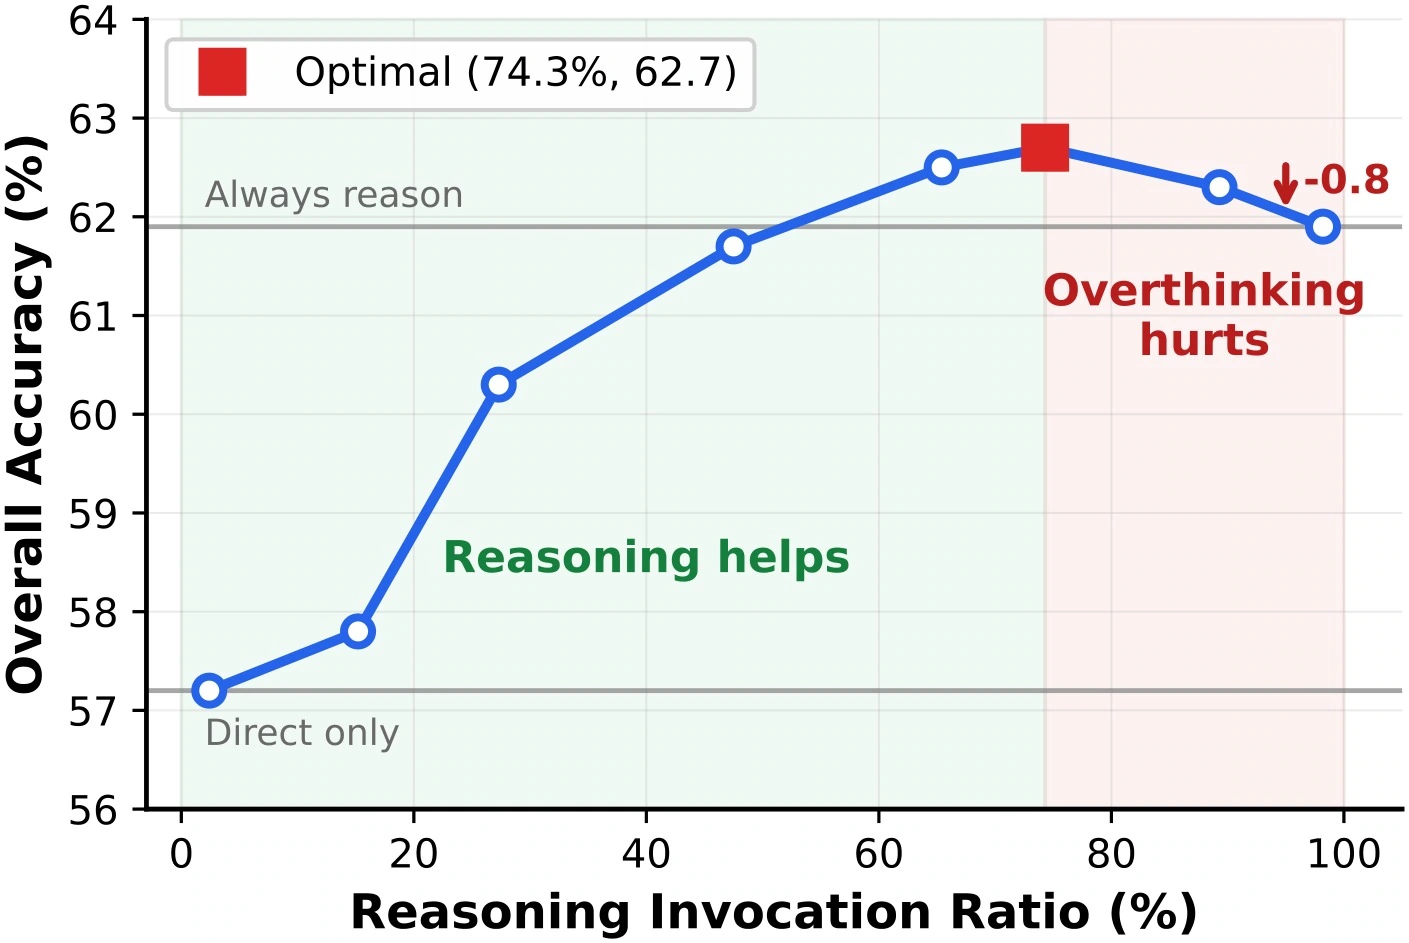 64
63
62
61
60
59
58
57
56
Overall Accuracy (%)
Optimal (74.3%, 62.7)
Always reason
-0.8
Overthinking
hurts
Reasoning helps
Direct only
0
20
40
60
80
100
Reasoning Invocation Ratio (%)